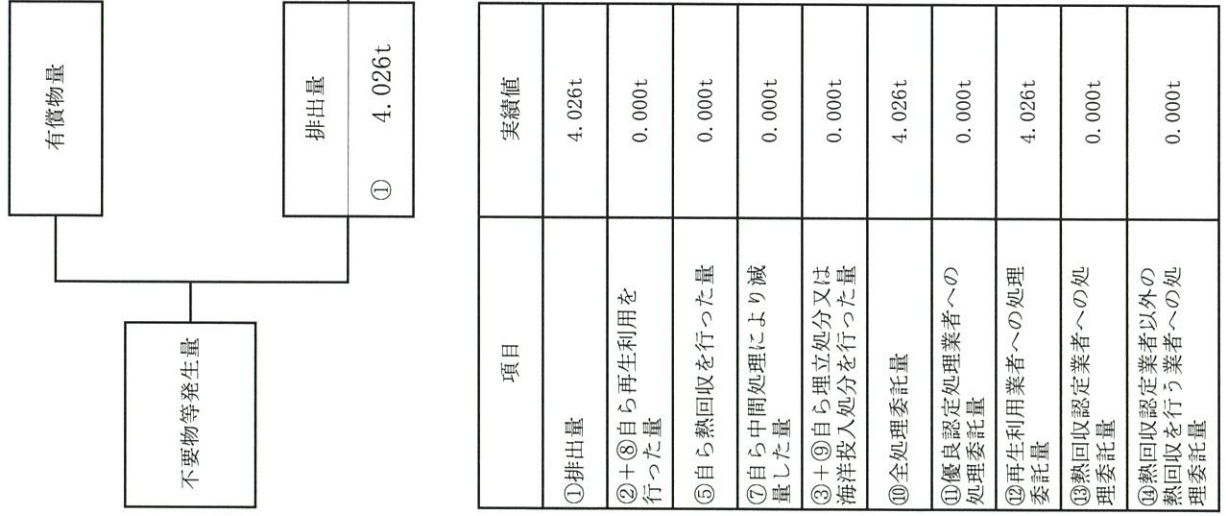 不要物等発生量
有償物量
排出量
① 4.026t
項目 実績値
①排出量 4.026t
②+⑧自ら再生利用を
行った量 0.000t
⑤自ら熱回収を行った量 0.000t
⑦自ら中間処理により減
量した量 0.000t
③+⑨自ら埋立処分又は
海洋投入処分を行った量 0.000t
⑩全処理委託量 4.026t
⑪優良認定処理業者への
処理委託量 0.000t
⑫再生利用業者への処理
委託量 4.026t
⑬熱回収認定業者への処
理委託量 0.000t
⑭熱回収認定業者以外の
熱回収を行う業者への処
理委託量 0.000t